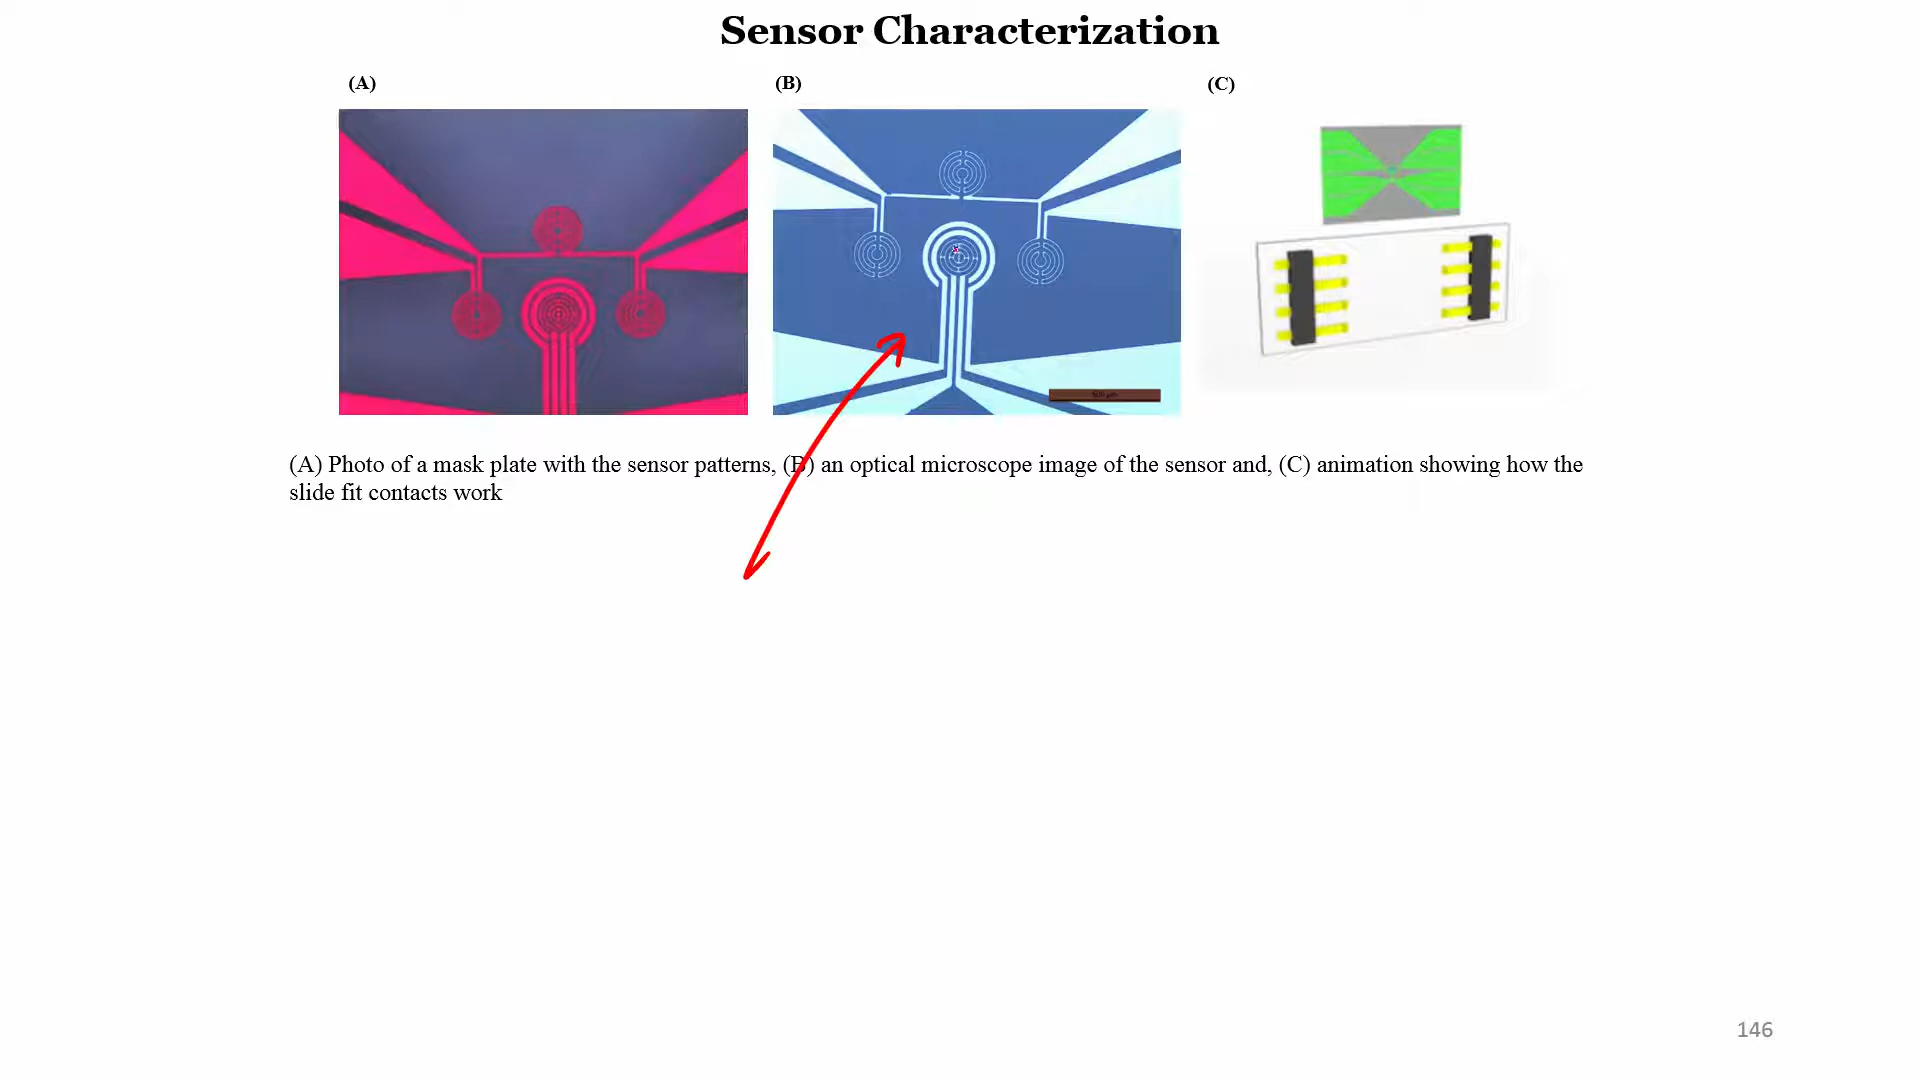 Sensor Characterization
(A)
(B)
(C)
(A) Photo of a mask plate with the sensor patterns, (B) an optical microscope image of the sensor and, (C) animation showing how the
slide fit contacts work
146